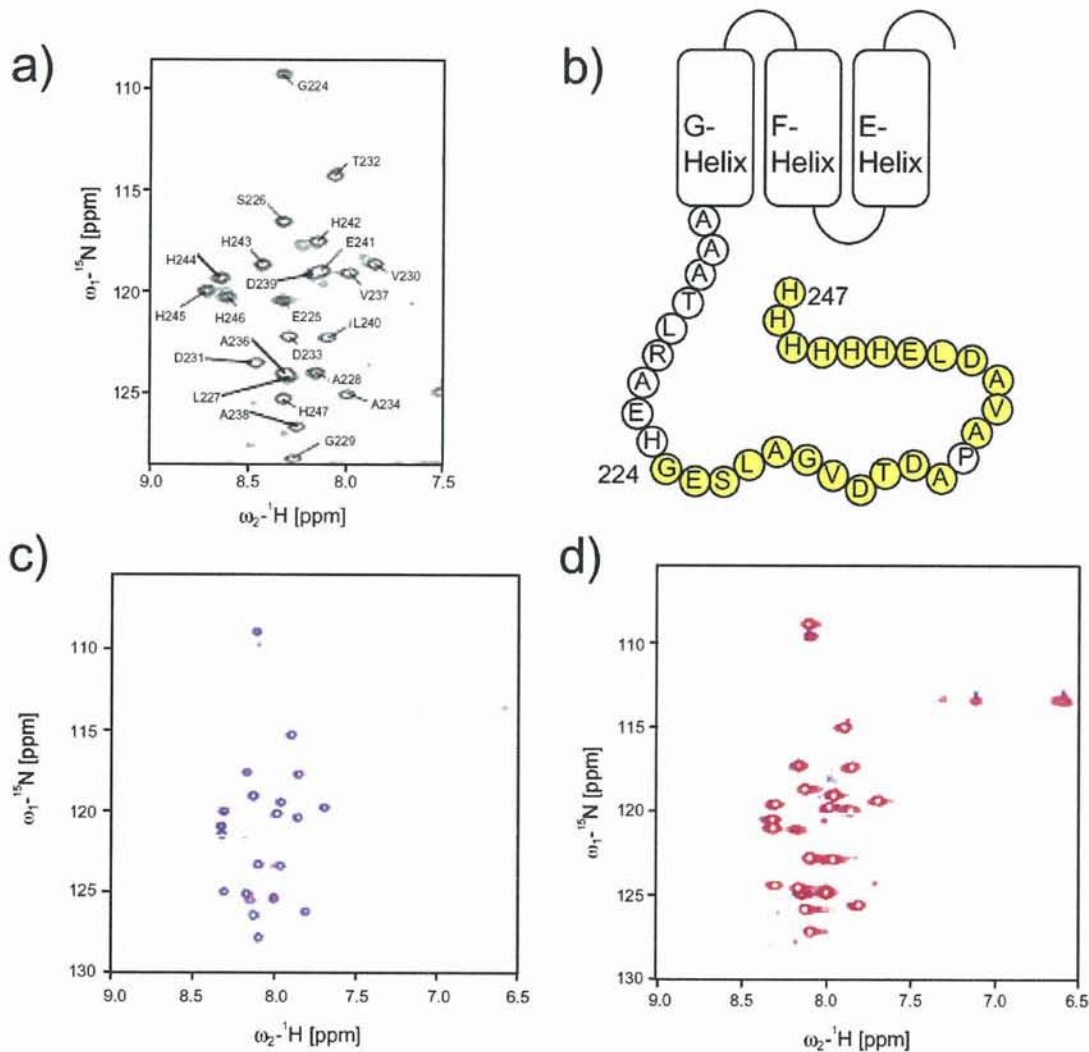 a)
G224
T232
S226
H242
H243
E241
H244
D239
V237
V230
H245
H246
E225
L240
A236
D233
D231
L227
A228
H247
A234
A238
G229
110
115
120
125
9.0 8.5 8.0 7.5
ω1-15N [ppm]
ω2-1H [ppm]
b)
G-Helix
F-Helix
E-Helix
A
A
A
T
L
R
A
E
H
224
G E S L A G V D T D A P A V A D L E H H H H H H
247
c)
110
115
120
125
130
9.0 8.5 8.0 7.5 7.0 6.5
ω1-15N [ppm]
ω2-1H [ppm]
d)
110
115
120
125
130
9.0 8.5 8.0 7.5 7.0 6.5
ω1-15N [ppm]
ω2-1H [ppm]